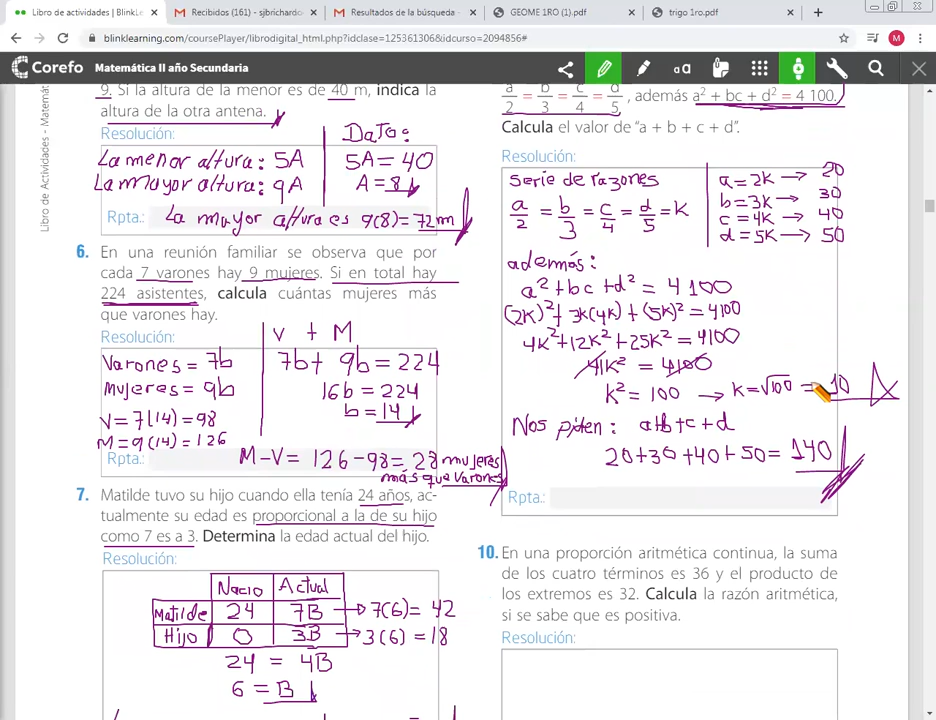 Libro de Actividades | BlinkLe
Recibidos (161) - sjbrichardo
Resultados de la búsqueda -
GEOME 1RO (1).pdf
trigo 1ro.pdf
blinklearning.com/coursePlayer/librodigital_html.php?idclase=125361306&idcurso=2094856#
M
Corefo
Matemática II año Secundaria
aA
Libro de Actividades - Matemát
9. Si la altura de la menor es de 40 m, indica la
altura de la otra antena.
Resolución:
Dato:
La menor altura: 5A
5A = 40
La mayor altura: 9A
A = 8
Rpta: La mayor altura es 9(8) = 72m
6. En una reunión familiar se observa que por
cada 7 varones hay 9 mujeres. Si en total hay
224 asistentes, calcula cuántas mujeres más
que varones hay.
Resolución:
V + M
Varones = 7b
7b + 9b = 224
Mujeres = 9b
16b = 224
V = 7(14) = 98
b = 14
M = 9(14) = 126
Rpta: M-V = 126-98 = 28 mujeres
más que varones
7. Matilde tuvo su hijo cuando ella tenía 24 años, ac-
tualmente su edad es proporcional a la de su hijo
como 7 es a 3. Determina la edad actual del hijo.
Resolución:
Nacio Actual
Matilde 24 7B → 7(6) = 42
Hijo 0 3B → 3(6) = 18
24 = 4B
6 = B
a/2 = b/3 = c/4 = d/5, además a² + bc + d² = 4 100.
Calcula el valor de "a + b + c + d".
Resolución:
serie de razones
a/2 = b/3 = c/4 = d/5 = K
a = 2K → 20
b = 3K → 30
c = 4K → 40
d = 5K → 50
además:
a² + bc + d² = 4100
(2K)² + 3K(4K) + (5K)² = 4100
4K² + 12K² + 25K² = 4100
41K² = 4100
K² = 100 → K = √100 = 10
Nos piden: a+b+c+d
20+30+40+50 = 140
Rpta.:
10. En una proporción aritmética continua, la suma
de los cuatro términos es 36 y el producto de
los extremos es 32. Calcula la razón aritmética,
si se sabe que es positiva.
Resolución: